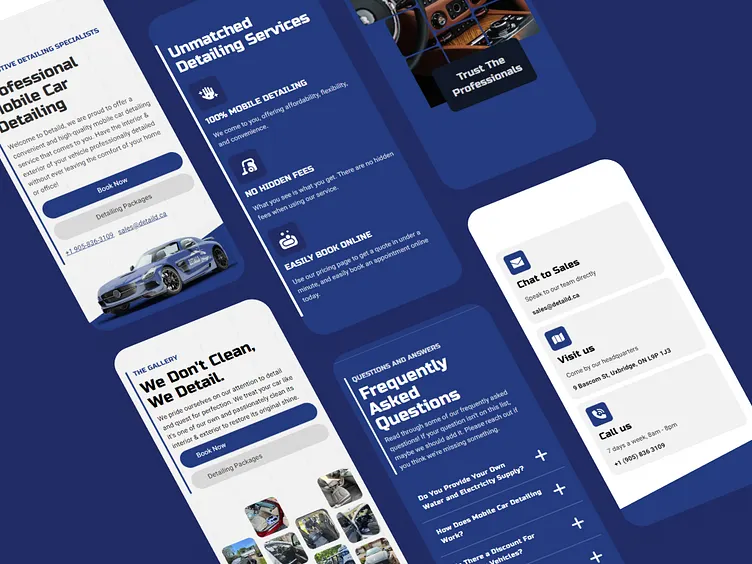 TIVE DETAILING SPECIALISTS
ofessional
obile Car
Detailing
Welcome to Detaild, we are proud to offer a
convenient and high-quality mobile car detailing
service that comes to you. Have the interior &
exterior of your vehicle professionally detailed
without ever leaving the comfort of your home
or office!
Book Now
Detailing Packages
+1 905-836-3109 sales@detaild.ca
Unmatched
Detailing Services
100% MOBILE DETAILING
We come to you, offering affordability, flexibility,
and convenience.
NO HIDDEN FEES
What you see is what you get. There are no hidden
fees when using our service.
EASILY BOOK ONLINE
Use our pricing page to get a quote in under a
minute, and easily book an appointment online
today.
Trust The
Professionals
THE GALLERY
We Don't Clean,
We Detail.
We pride ourselves on our attention to detail
and quest for perfection. We treat your car like
it's one of our own and passionately clean its
interior & exterior to restore its original shine.
Book Now
Detailing Packages
QUESTIONS AND ANSWERS
Frequently
Asked
Questions
Read through some of our frequently asked
questions! If your question isn't on this list,
maybe we should add it. Please reach out if
you think we're missing something.
Do You Provide Your Own
Water and Electricity Supply?
How Does Mobile Car Detailing
Work?
There a Discount For
Vehicles?
Chat to Sales
Speak to our team directly
sales@detaild.ca
Visit us
Come by our headquarters
9 Bascom St, Uxbridge, ON L9P 1J3
Call us
7 days a week, 8am - 8pm
+1 (905) 836 3109